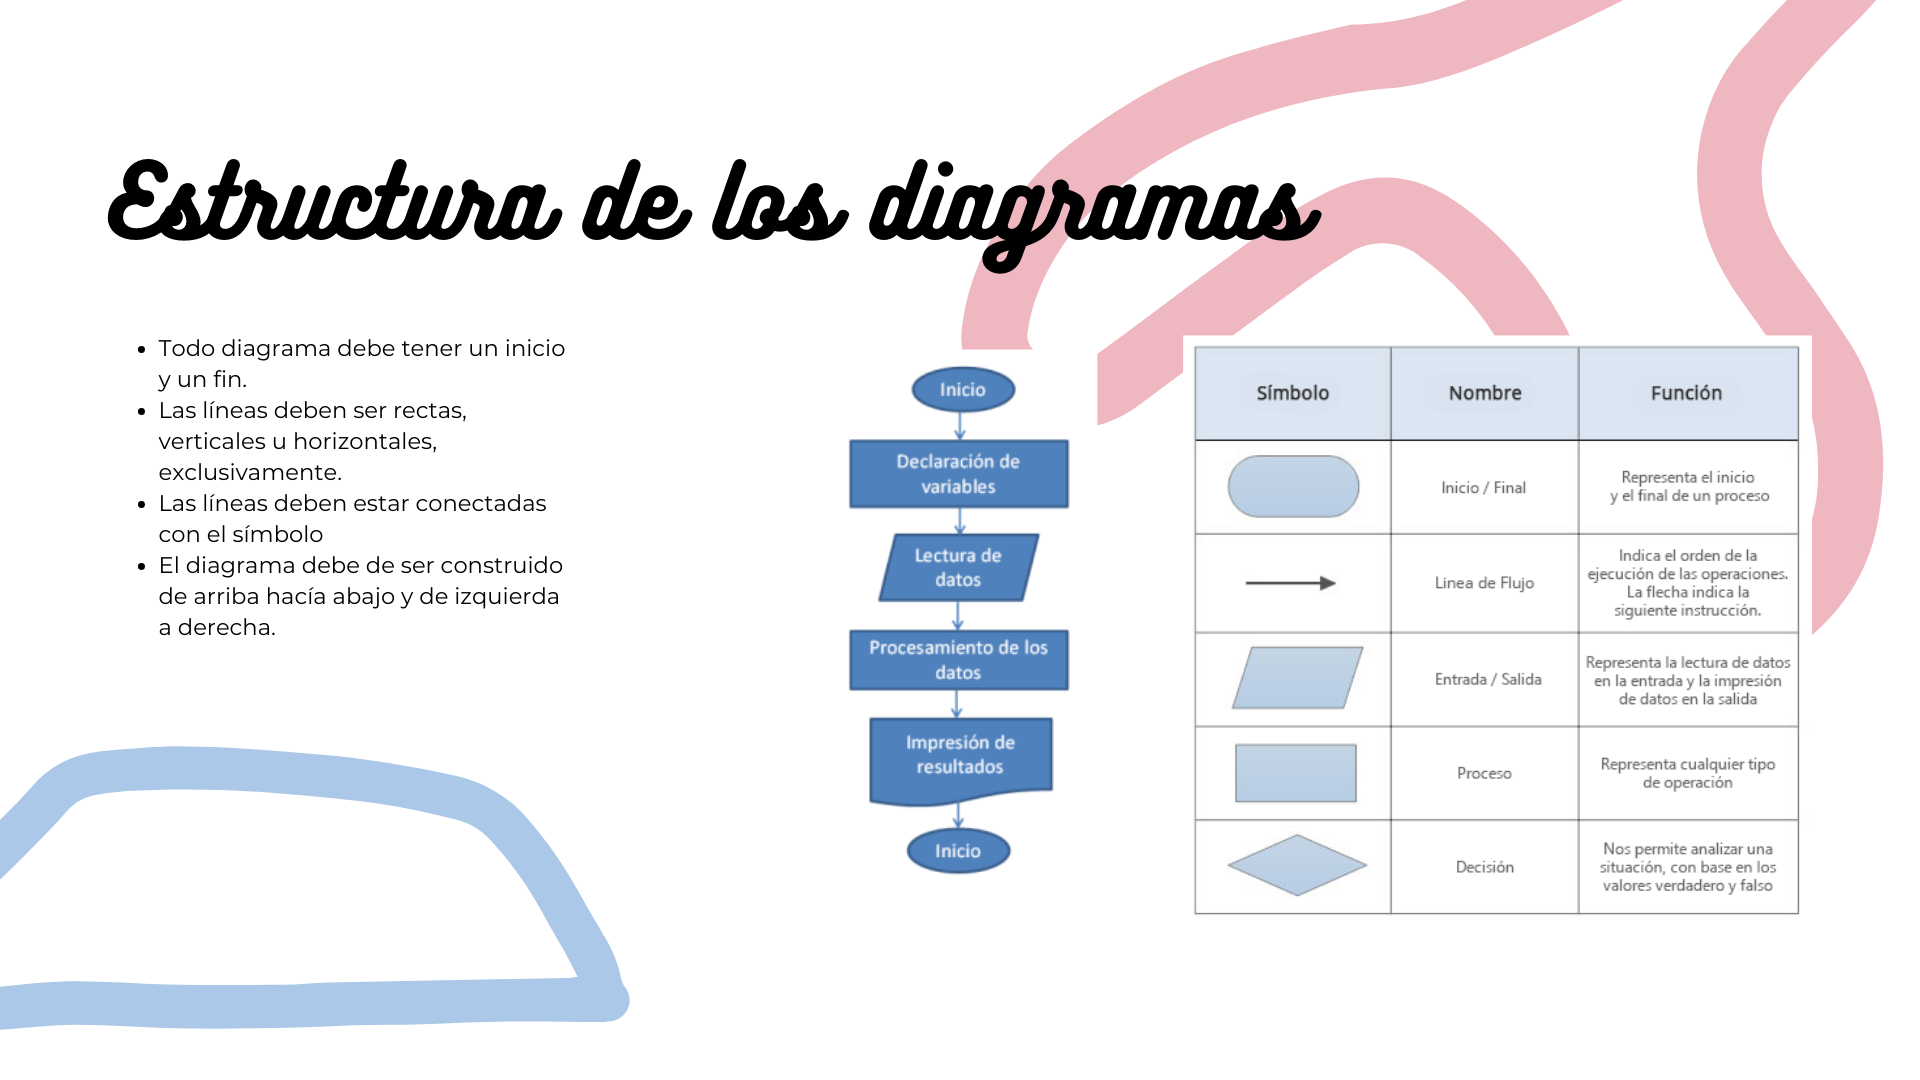 Estructura de los diagramas
Todo diagrama debe tener un inicio
y un fin.
Las líneas deben ser rectas,
verticales u horizontales,
exclusivamente.
Las líneas deben estar conectadas
con el símbolo
El diagrama debe de ser construido
de arriba hacía abajo y de izquierda
a derecha.
Inicio
Declaración de
variables
Lectura de
datos
Procesamiento de los
datos
Impresión de
resultados
Inicio
Símbolo Nombre Función
Inicio / Final
Representa el inicio
y el final de un proceso
Linea de Flujo
Indica el orden de la
ejecución de las operaciones.
La flecha indica la
siguiente instrucción.
Entrada / Salida
Representa la lectura de datos
en la entrada y la impresión
de datos en la salida
Proceso
Representa cualquier tipo
de operación
Decisión
Nos permite analizar una
situación, con base en los
valores verdadero y falso